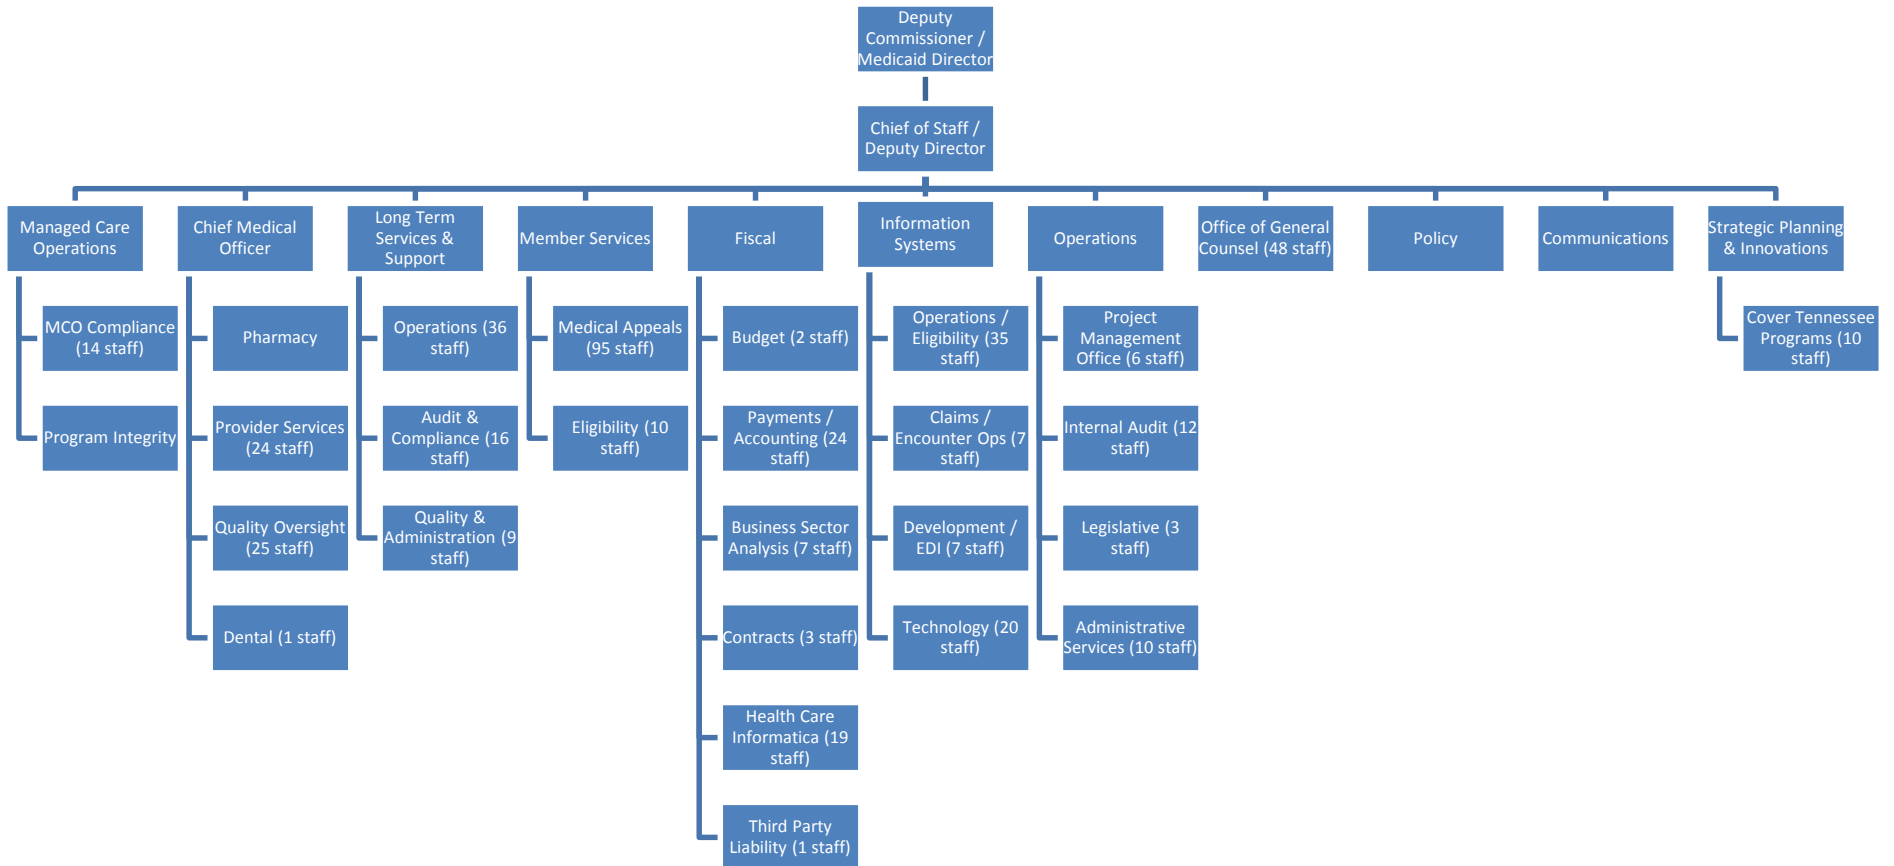 Deputy
Commissioner /
Medicaid Director
Chief of Staff /
Deputy Director
Managed Care
Operations
Chief Medical
Officer
Long Term
Services &
Support
Member Services
Fiscal
Information
Systems
Operations
Office of General
Counsel (48 staff)
Policy
Communications
Strategic Planning
& Innovations
MCO Compliance
(14 staff)
Pharmacy
Operations (36
staff)
Medical Appeals
(95 staff)
Budget (2 staff)
Operations /
Eligibility (35
staff)
Project
Management
Office (6 staff)
Cover Tennessee
Programs (10
staff)
Program Integrity
Provider Services
(24 staff)
Audit &
Compliance (16
staff)
Eligibility (10
staff)
Payments /
Accounting (24
staff)
Claims /
Encounter Ops (7
staff)
Internal Audit (12
staff)
Quality Oversight
(25 staff)
Quality &
Administration (9
staff)
Business Sector
Analysis (7 staff)
Development /
EDI (7 staff)
Legislative (3
staff)
Dental (1 staff)
Contracts (3 staff)
Technology (20
staff)
Administrative
Services (10 staff)
Health Care
Informatica (19
staff)
Third Party
Liability (1 staff)